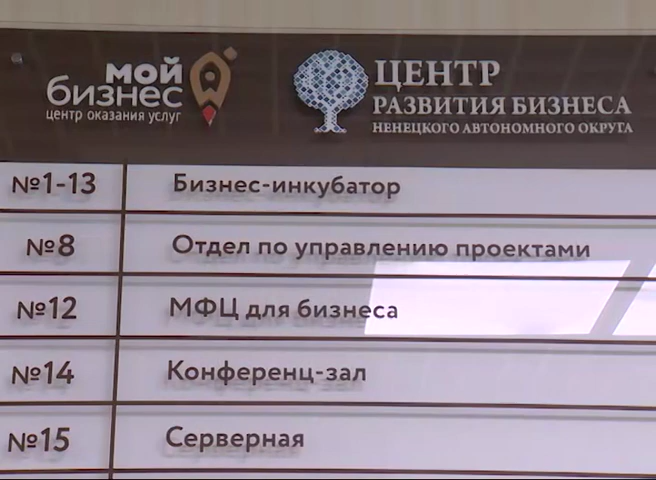 мой
бизнес
центр оказания услуг
ЦЕНТР
РАЗВИТИЯ БИЗНЕСА
НЕНЕЦКОГО АВТОНОМНОГО ОКРУГА
№1-13 Бизнес-инкубатор
№8 Отдел по управлению проектами
№12 МФЦ для бизнеса
№14 Конференц-зал
№15 Серверная